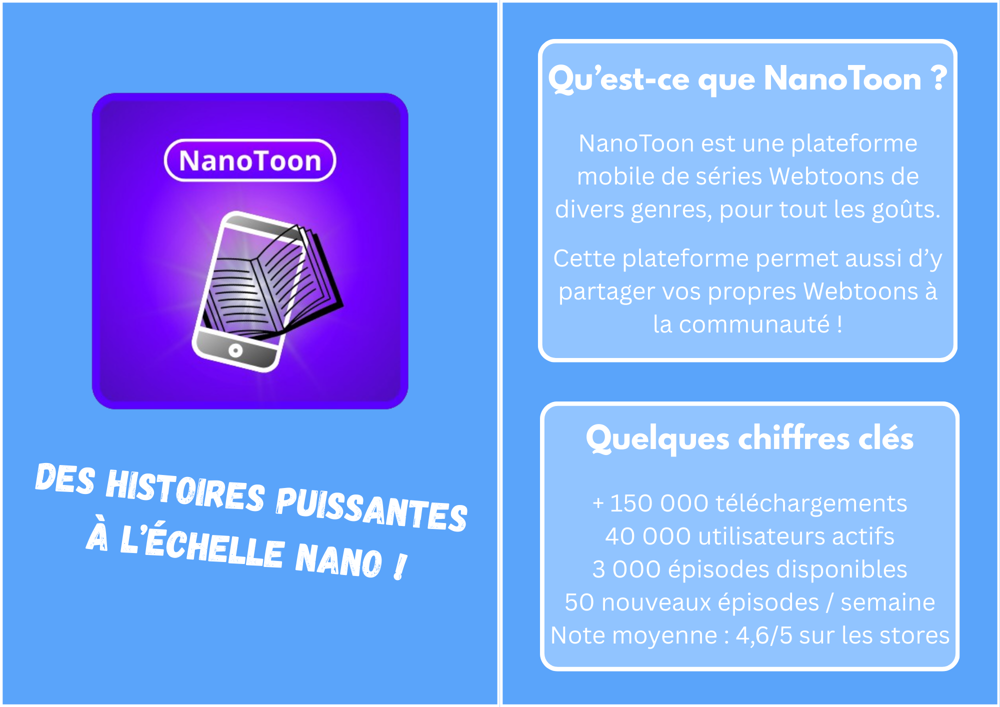 NanoToon
DES HISTOIRES PUISSANTES
À L’ÉCHELLE NANO !
Qu’est-ce que NanoToon ?
NanoToon est une plateforme
mobile de séries Webtoons de
divers genres, pour tout les goûts.
Cette plateforme permet aussi d’y
partager vos propres Webtoons à
la communauté !
Quelques chiffres clés
+ 150 000 téléchargements
40 000 utilisateurs actifs
3 000 épisodes disponibles
50 nouveaux épisodes / semaine
Note moyenne : 4,6/5 sur les stores